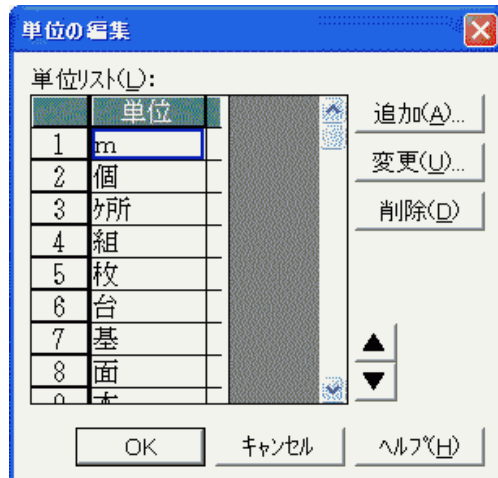 単位の編集
単位リスト(L):
単位
1 m
2 個
3 ｹ所
4 組
5 枚
6 台
7 基
8 面
追加(A)...
変更(U)...
削除(D)
OK
キャンセル
ヘルプ(H)